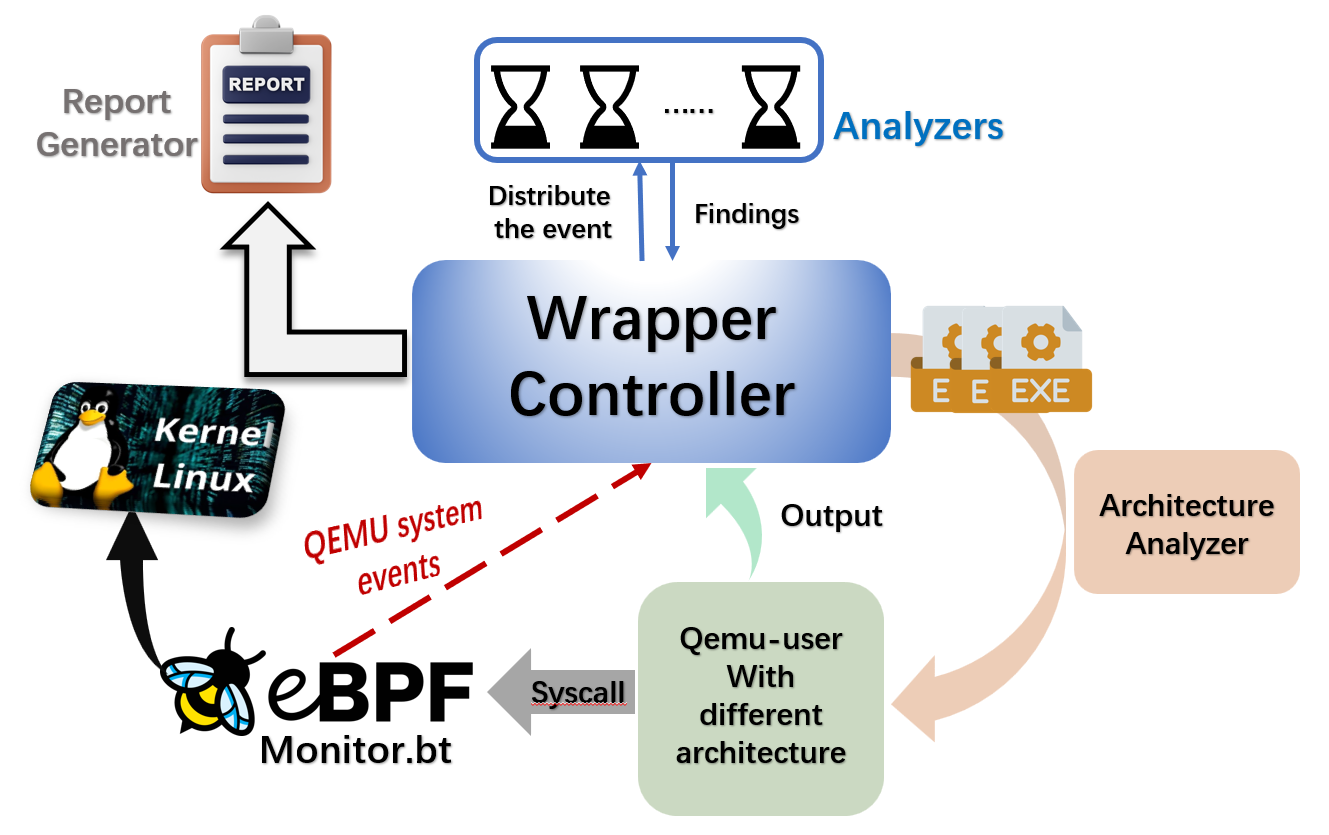 REPORT
Report
Generator
......
Analyzers
Distribute
the event
Findings
Wrapper
Controller
E E EXE
Kernel
Linux
QEMU system
events
Output
Architecture
Analyzer
Qemu-user
With
different
architecture
Syscall
eBPF
Monitor.bt